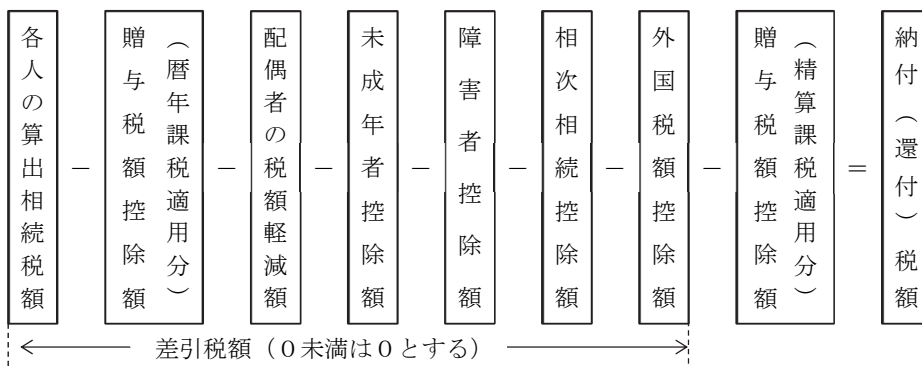 各人の算出相続税額
−
贈与税額控除額
（暦年課税適用分）
−
配偶者の税額軽減額
−
未成年者控除額
−
障害者控除額
−
相次相続控除額
−
外国税額控除額
−
贈与税額控除額
（精算課税適用分）
＝
納付（還付）税額
差引税額（０未満は０とする）